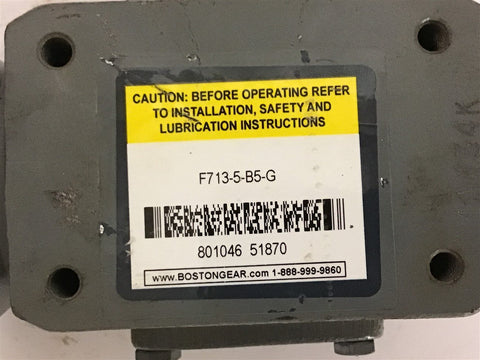 CAUTION: BEFORE OPERATING REFER
TO INSTALLATION, SAFETY AND
LUBRICATION INSTRUCTIONS
F713-5-B5-G
801046 51870
www.BOSTONGEAR.com 1-888-999-9860